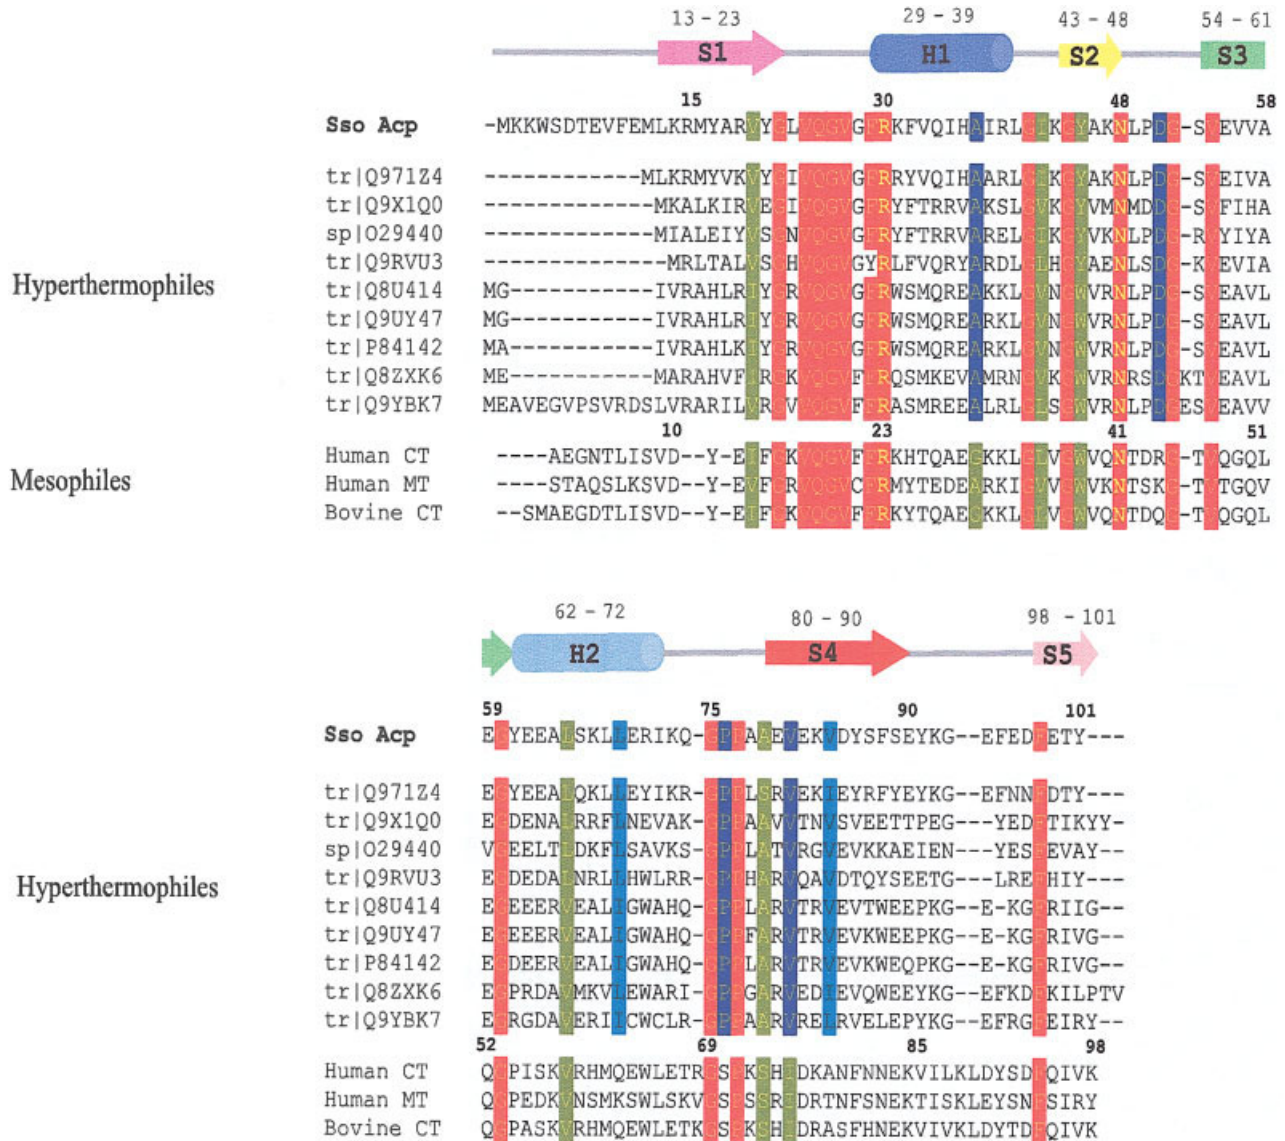 13 - 23 29 - 39 43 - 48 54 - 61
S1 H1 S2 S3
15 30 48 58
Sso Acp -MKKWSDTEVFEMLKRMYARVYGLVQGVGFRKFVQIHAIRLGIKGYAKNLPDG-SVEVVA
tr|Q971Z4 ------------MLKRMYVKVYGIVQGVGFRRYVQIHAARLGIKGYAKNLPDG-SVEIVA
tr|Q9X1Q0 -------------MKALKIRVEGIVQGVGFRYFTRRVAKSLGVKGYVMNMDDG-SVFIHA
sp|O29440 -------------MIALEIYVSGNVQGVGFRYFTRRVARELGIKGYVKNLPDG-RVYIYA
tr|Q9RVU3 --------------MRLTALVSGHVQGVGYRLFVQRYARDLGLHGYAENLSDG-KVEVIA
Hyperthermophiles
tr|Q8U414 MG-----------IVRAHLRIYGRVQGVGFRWSMQREAKKLGVNGWVRNLPDG-SVEAVL
tr|Q9UY47 MG-----------IVRAHLRIYGRVQGVGFRWSMQREARKLGVNGWVRNLPDG-SVEAVL
tr|P84142 MA-----------IVRAHLKIYGRVQGVGFRWSMQREARKLGVNGWVRNLPDG-SVEAVL
tr|Q8ZXK6 ME-----------MARAHVFIRGKVQGVFFRQSMKEVAMRNGVKGWVRNRSDGKTVEAVL
tr|Q9YBK7 MEAVEGVPSVRDSLVRARILVRGVVQGVFFRASMREEALRLGLSGWVRNLPDGESVEAVV
10 23 41 51
Mesophiles
Human CT ----AEGNTLISVD--Y-EIFGKVQGVFFRKHTQAEGKKLGLVGWVQNTDRG-TVQGQL
Human MT ----STAQSLKSVD--Y-EVFGRVQGVCFRMYTEDEARKIGVVGWVKNTSKG-TVTGQV
Bovine CT --SMAEGDTLISVD--Y-EIFGKVQGVFFRKYTQAEGKKLGLVGWVQNTDQG-TVQGQL
62 - 72 80 - 90 98 - 101
H2 S4 S5
59 75 90 101
Sso Acp EGYEEALSKLLERIKQ-GPPAAEVEKVDYSFSEYKG--EFEDFETY---
tr|Q971Z4 EGYEEALQKLLEYIKR-GPPLSRVEKIEYRFYEYKG--EFNNFDTY---
tr|Q9X1Q0 EGDENALRRFLNEVAK-GPPAAVVTNVSVEETTPEG---YEDFTIKYY-
sp|O29440 VGEELTLDKFLSAVKS-GPPLATVRGVEVKKAEIEN---YESFEVAY--
Hyperthermophiles
tr|Q9RVU3 EGDEDALNRLLHWLRR-GPPHARVQAVDTQYSEETG---LREFHIY---
tr|Q8U414 EGEEERVEALIGWAHQ-GPPLARVTRVEVTWEEPKG--E-KGFRIIG--
tr|Q9UY47 EGEEERVEALIGWAHQ-GPPFARVTRVEVKWEEPKG--E-KGFRIVG--
tr|P84142 EGDEERVEALIGWAHQ-GPPLARVTRVEVKWEQPKG--E-KGFRIVG--
tr|Q8ZXK6 EGPRDAVMKVLEWARI-GPPGARVEDIEVQWEEYKG--EFKDFKILPTV
tr|Q9YBK7 EGRGDAVERIICWCLR-GPPAARVRELRVELEPYKG--EFRGFEIRY--
52 69 85 98
Human CT QGPISKVRHMQEWLETRGSPKSHIDKANFNNEKVILKLDYSDFQIVK
Human MT QGPEDKVNSMKSWLSKVGSPSSRIDRTNFSNEKTISKLEYSNFSIRY
Bovine CT QGPASKVRHMQEWLETKGSPKSHIDRASFHNEKVIVKLDYTDFQIVK